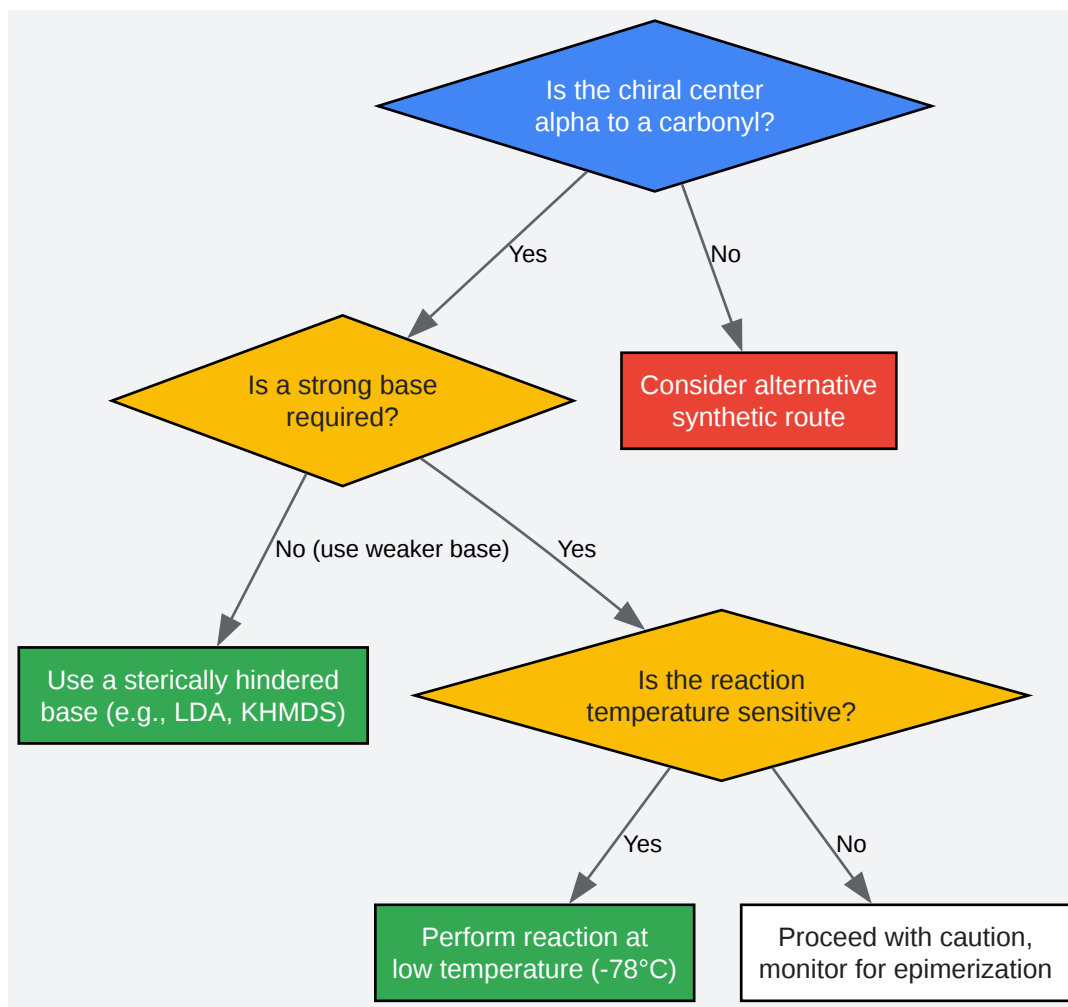 Is the chiral center
alpha to a carbonyl?
Yes
No
Is a strong base
required?
Consider alternative
synthetic route
No (use weaker base)
Yes
Use a sterically hindered
base (e.g., LDA, KHMDS)
Is the reaction
temperature sensitive?
Yes
No
Perform reaction at
low temperature (-78°C)
Proceed with caution,
monitor for epimerization